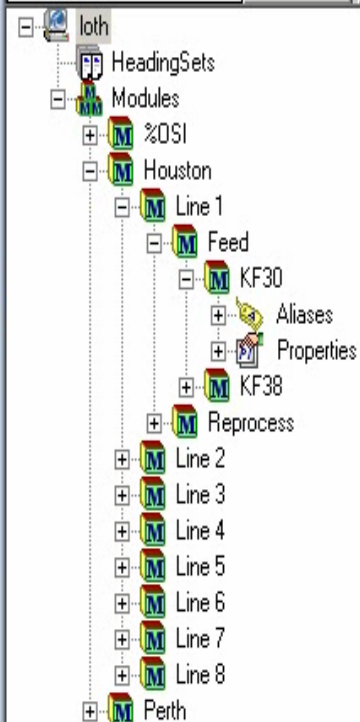 loth
HeadingSets
Modules
%OSI
Houston
Line 1
Feed
KF30
Aliases
Properties
KF38
Reprocess
Line 2
Line 3
Line 4
Line 5
Line 6
Line 7
Line 8
Perth